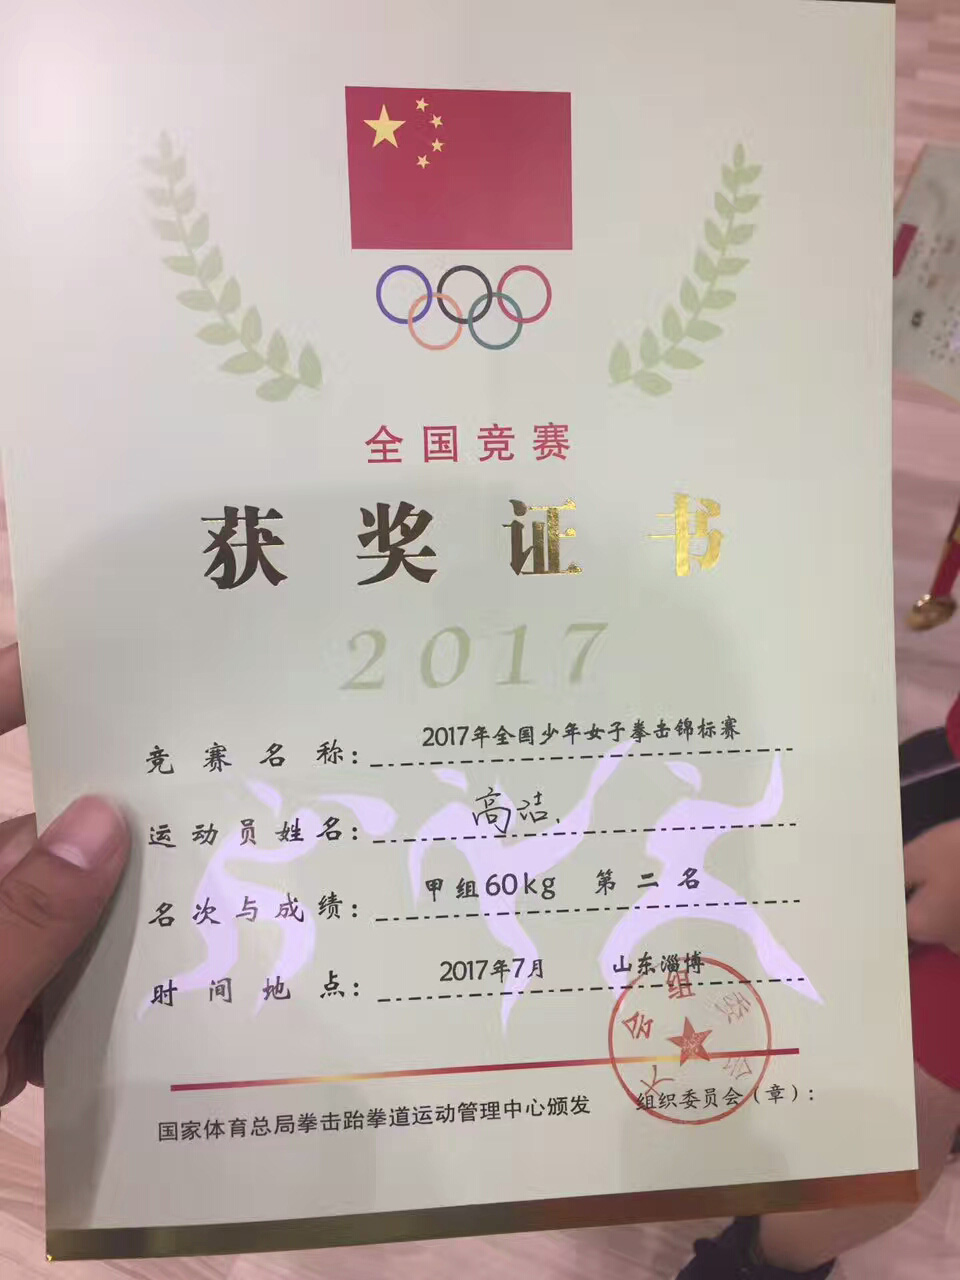 全国竞赛
获奖证书
2017
竞赛名称：2017年全国少年女子拳击锦标赛
运动员姓名：高洁.
名次与成绩：甲组60kg 第二名
时间地点：2017年7月 山东淄博
国家体育总局拳击跆拳道运动管理中心颁发 组织委员会（章）：
大会组